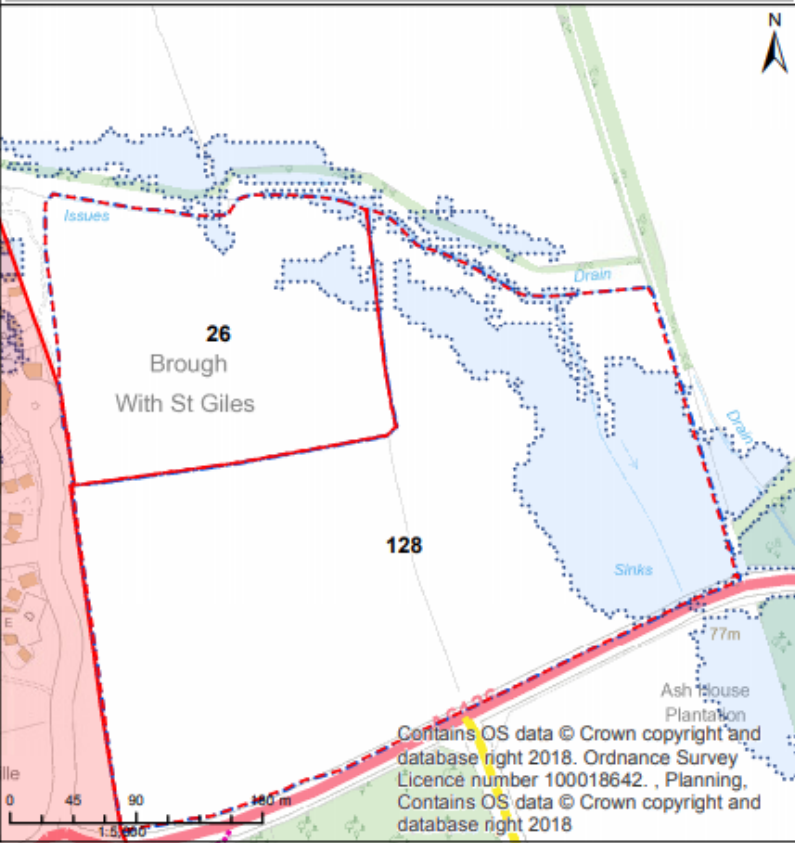 N
Issues
Drain
26
Brough
With St Giles
Drain
128
Sinks
77m
E
D
Ash House
Plantation
Contains OS data © Crown copyright and
database right 2018. Ordnance Survey
Licence number 100018642. , Planning,
Contains OS data © Crown copyright and
database right 2018
lle
0 45 90 180 m